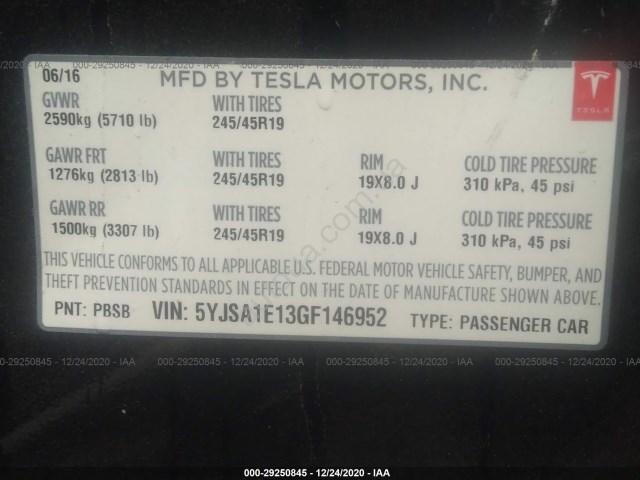 06/16 MFD BY TESLA MOTORS, INC.
TESLA
GVWR WITH TIRES
2590kg (5710 lb) 245/45R19
GAWR FRT WITH TIRES RIM COLD TIRE PRESSURE
1276kg (2813 lb) 245/45R19 19X8.0 J 310 kPa, 45 psi
GAWR RR WITH TIRES RIM COLD TIRE PRESSURE
1500kg (3307 lb) 245/45R19 19X8.0 J 310 kPa, 45 psi
THIS VEHICLE CONFORMS TO ALL APPLICABLE U.S. FEDERAL MOTOR VEHICLE SAFETY, BUMPER, AND
THEFT PREVENTION STANDARDS IN EFFECT ON THE DATE OF MANUFACTURE SHOWN ABOVE.
PNT: PBSB VIN: 5YJSA1E13GF146952 TYPE: PASSENGER CAR
000-29250845 - 12/24/2020 - IAA